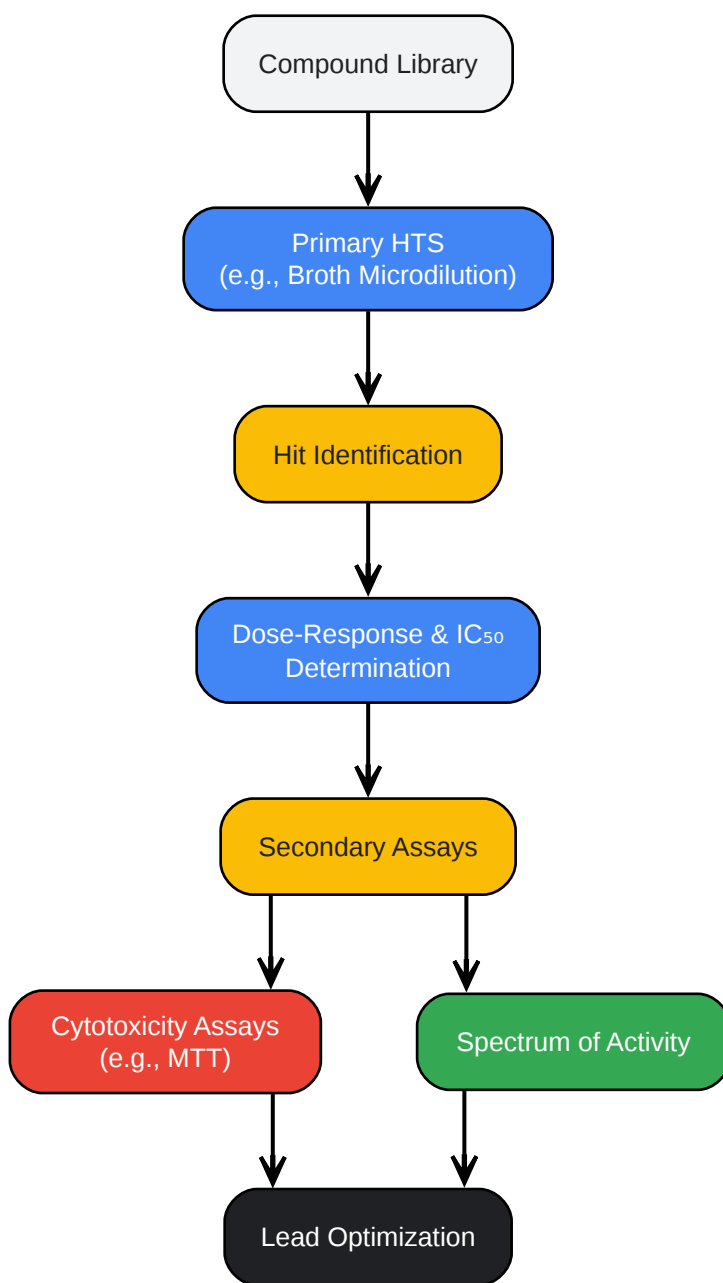 Compound Library
Primary HTS
(e.g., Broth Microdilution)
Hit Identification
Dose-Response & IC₅₀
Determination
Secondary Assays
Cytotoxicity Assays
(e.g., MTT)
Spectrum of Activity
Lead Optimization